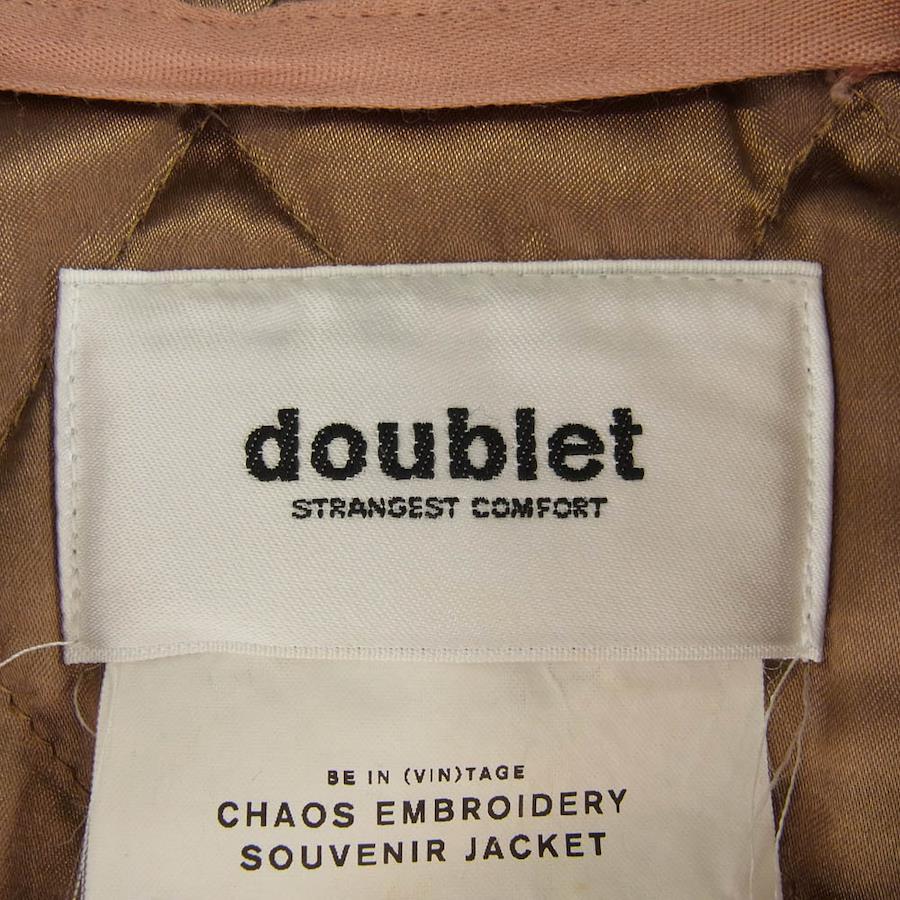 doublet
STRANGEST COMFORT
BE IN (VIN)TAGE
CHAOS EMBROIDERY
SOUVENIR JACKET